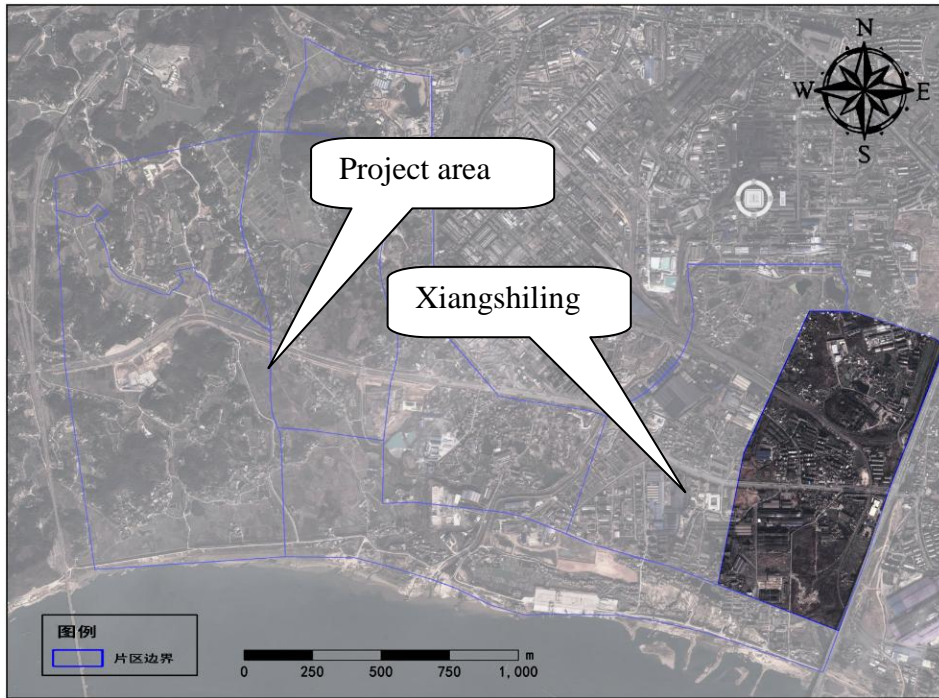 N
W E
S
Project area
Xiangshiling
图例
片区边界
m
0 250 500 750 1,000